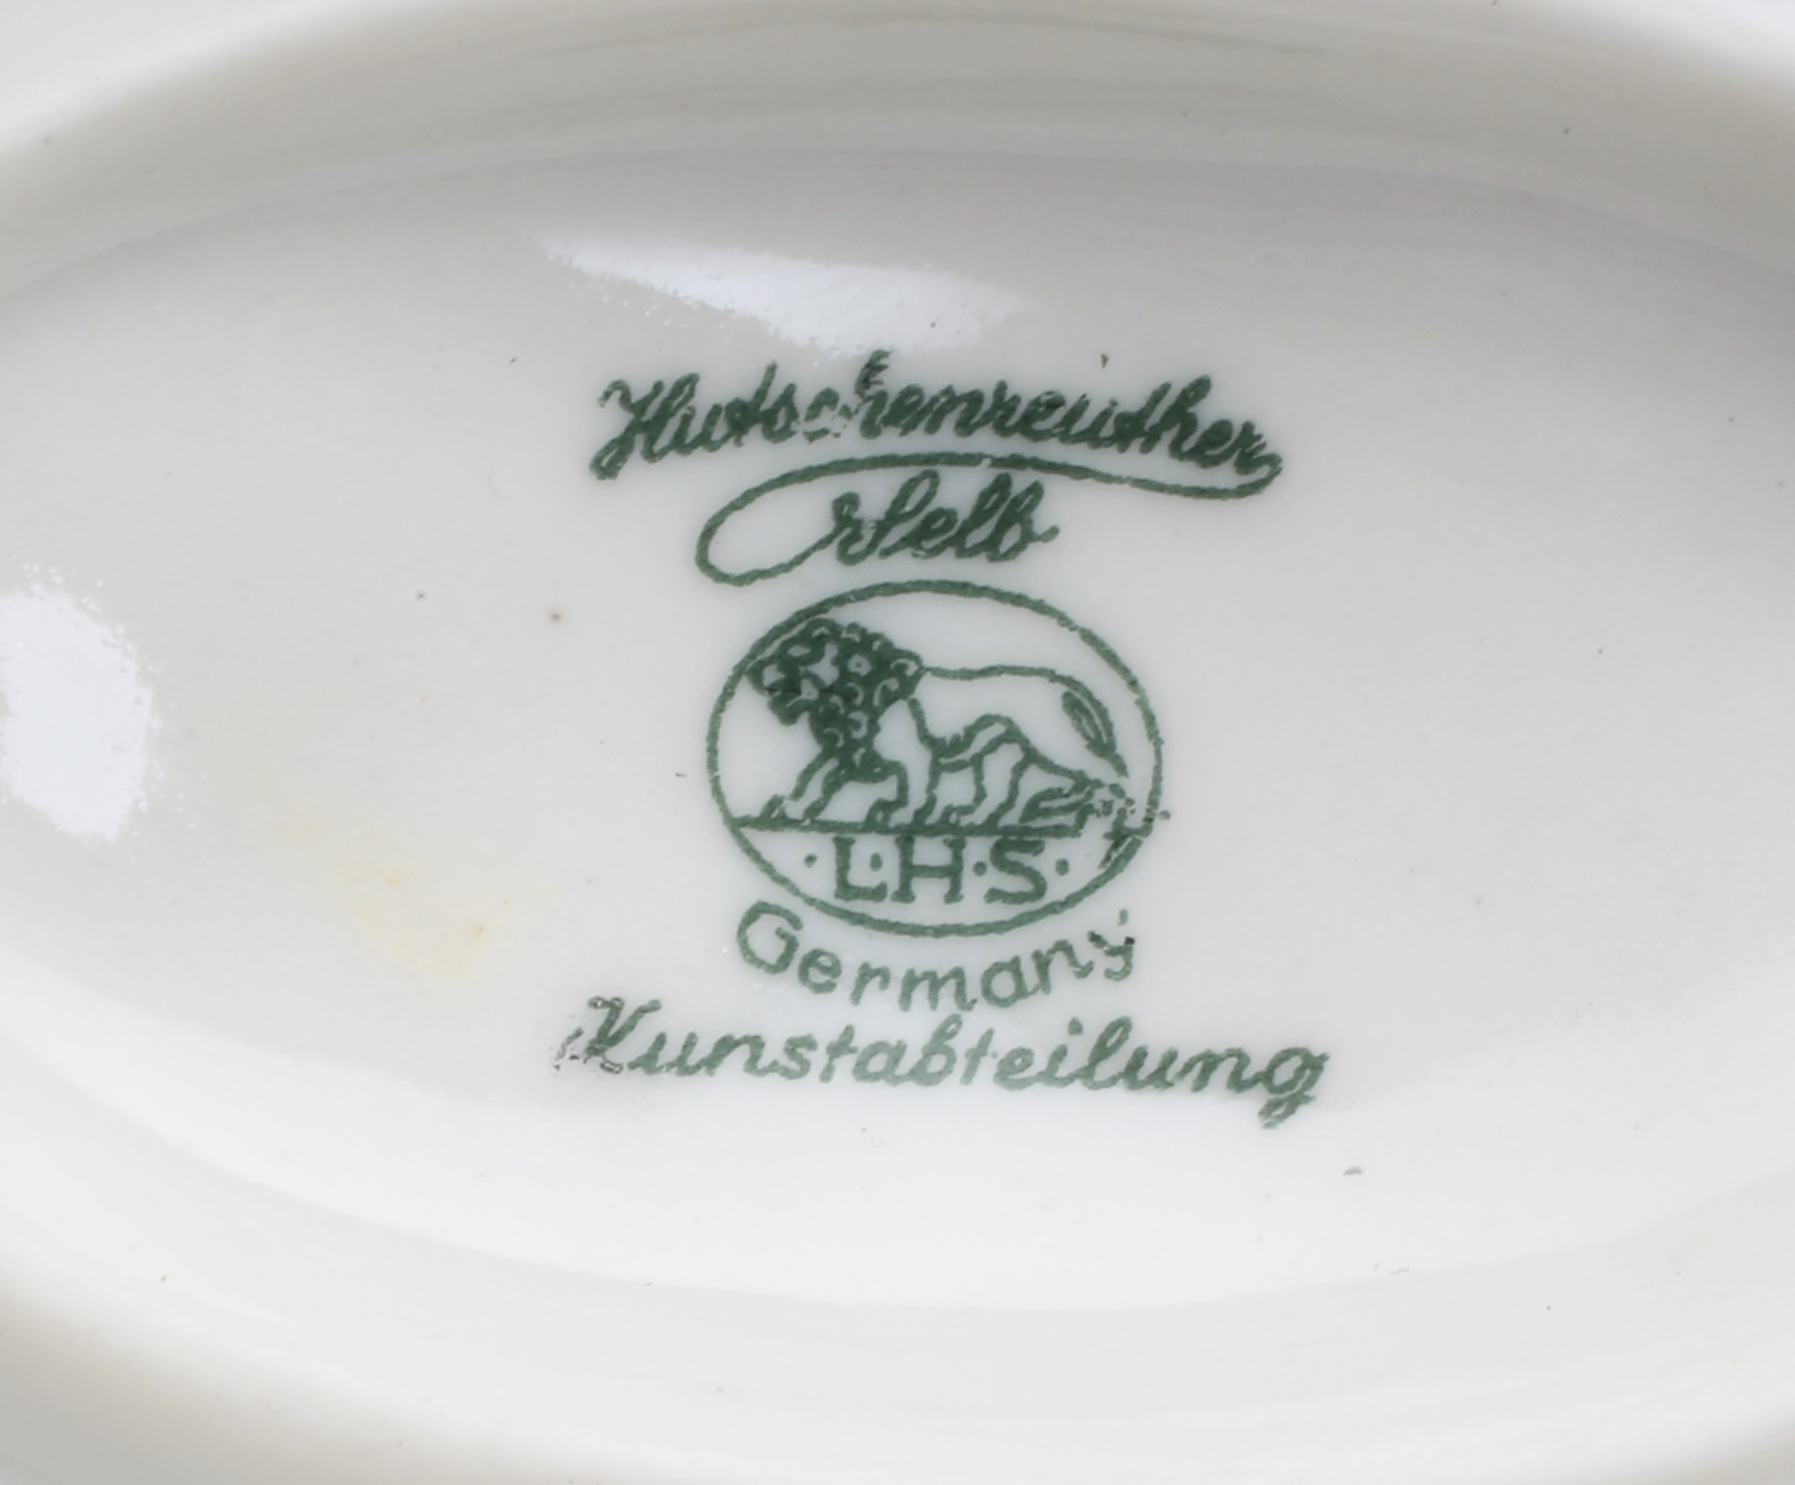 Hutschenreuther
Selb
·L·H·S·
Germany
Kunstabteilung